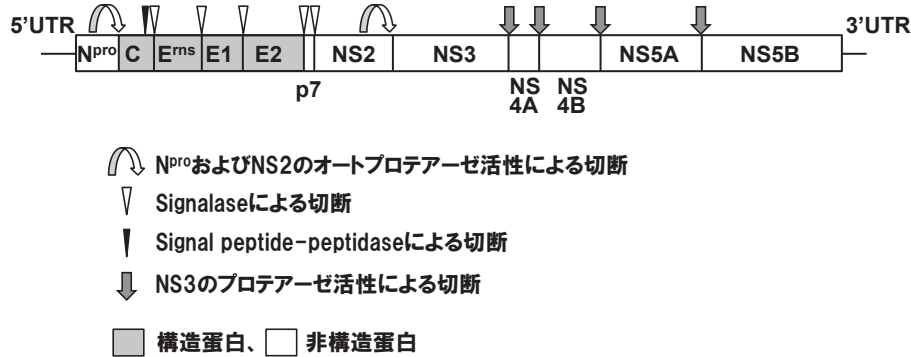 5'UTR 3'UTR
Npro C Erns E1 E2 NS2 NS3 NS5A NS5B
p7 NS 4A NS 4B
NproおよびNS2のオートプロテアーゼ活性による切断
Signalaseによる切断
Signal peptide-peptidaseによる切断
NS3のプロテアーゼ活性による切断
構造蛋白、 非構造蛋白